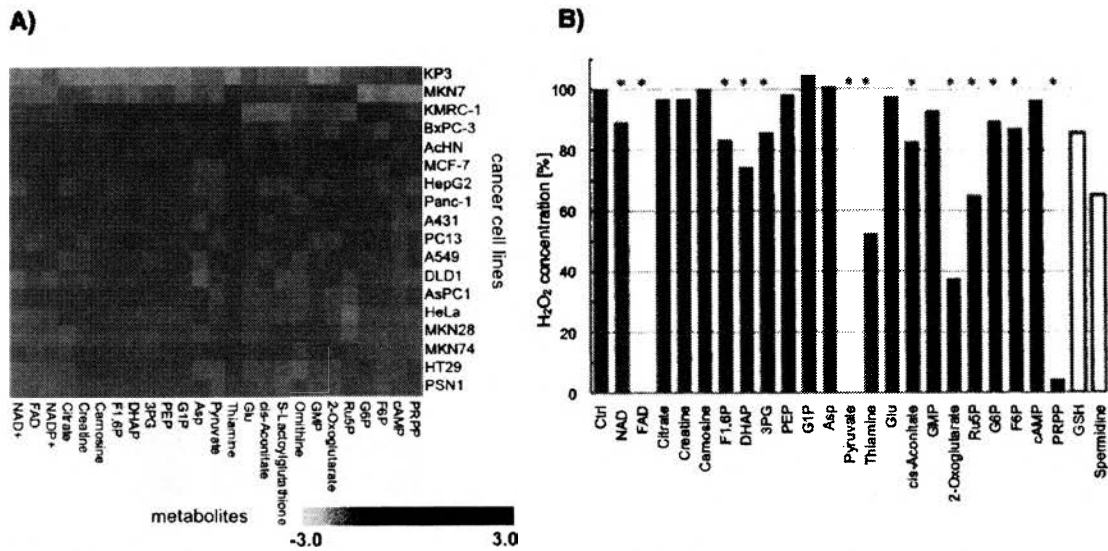 A)
KP3
MKN7
KMRC-1
BxPC-3
AcHN
MCF-7
HepG2
Panc-1
A431
PC13
A549
DLD1
AsPC1
HeLa
MKN28
MKN74
HT29
PSN1
cancer cell lines
NAD+
FAD
NADP+
Citrate
Creatine
Carnosine
F1,6P
DHAP
3PG
PEP
G1P
Asp
Pyruvate
Thiamine
Glu
cis-Aconitate
S-Lactoylglutathione
Ornithine
GMP
2-Oxoglutarate
Ru5P
G6P
F6P
cAMP
PRPP
metabolites
-3.0
3.0
B)
H₂O₂ concentration [%]
100
80
60
40
20
0
* * * * * * * * * * * * *
Ctrl
NAD
FAD
Citrate
Creatine
Carnosine
F1,6P
DHAP
3PG
PEP
G1P
Asp
Pyruvate
Thiamine
Glu
cis-Aconitate
GMP
2-Oxoglutarate
Ru5P
G6P
F6P
cAMP
PRPP
GSH
Spermidine